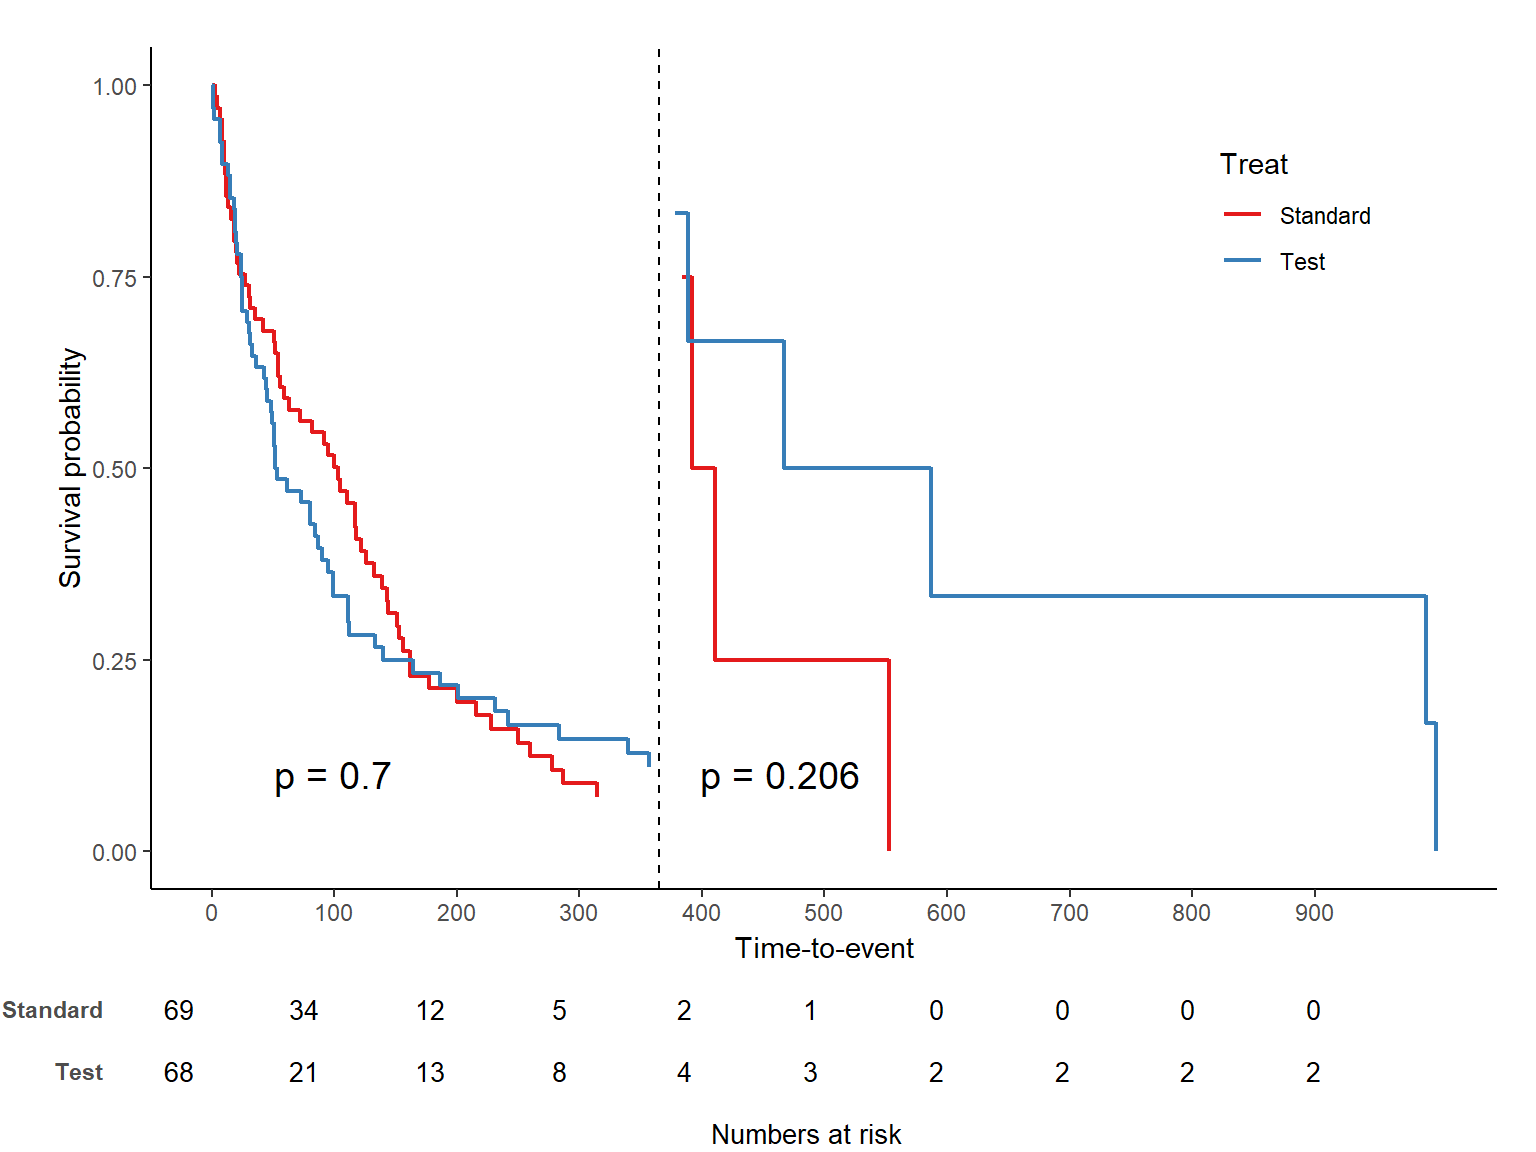 1.00
0.75
0.50
0.25
0.00
Survival probability
Treat
Standard
Test
p = 0.7
p = 0.206
0 100 200 300 400 500 600 700 800 900
Time-to-event
Standard 69 34 12 5 2 1 0 0 0 0
Test 68 21 13 8 4 3 2 2 2 2
Numbers at risk